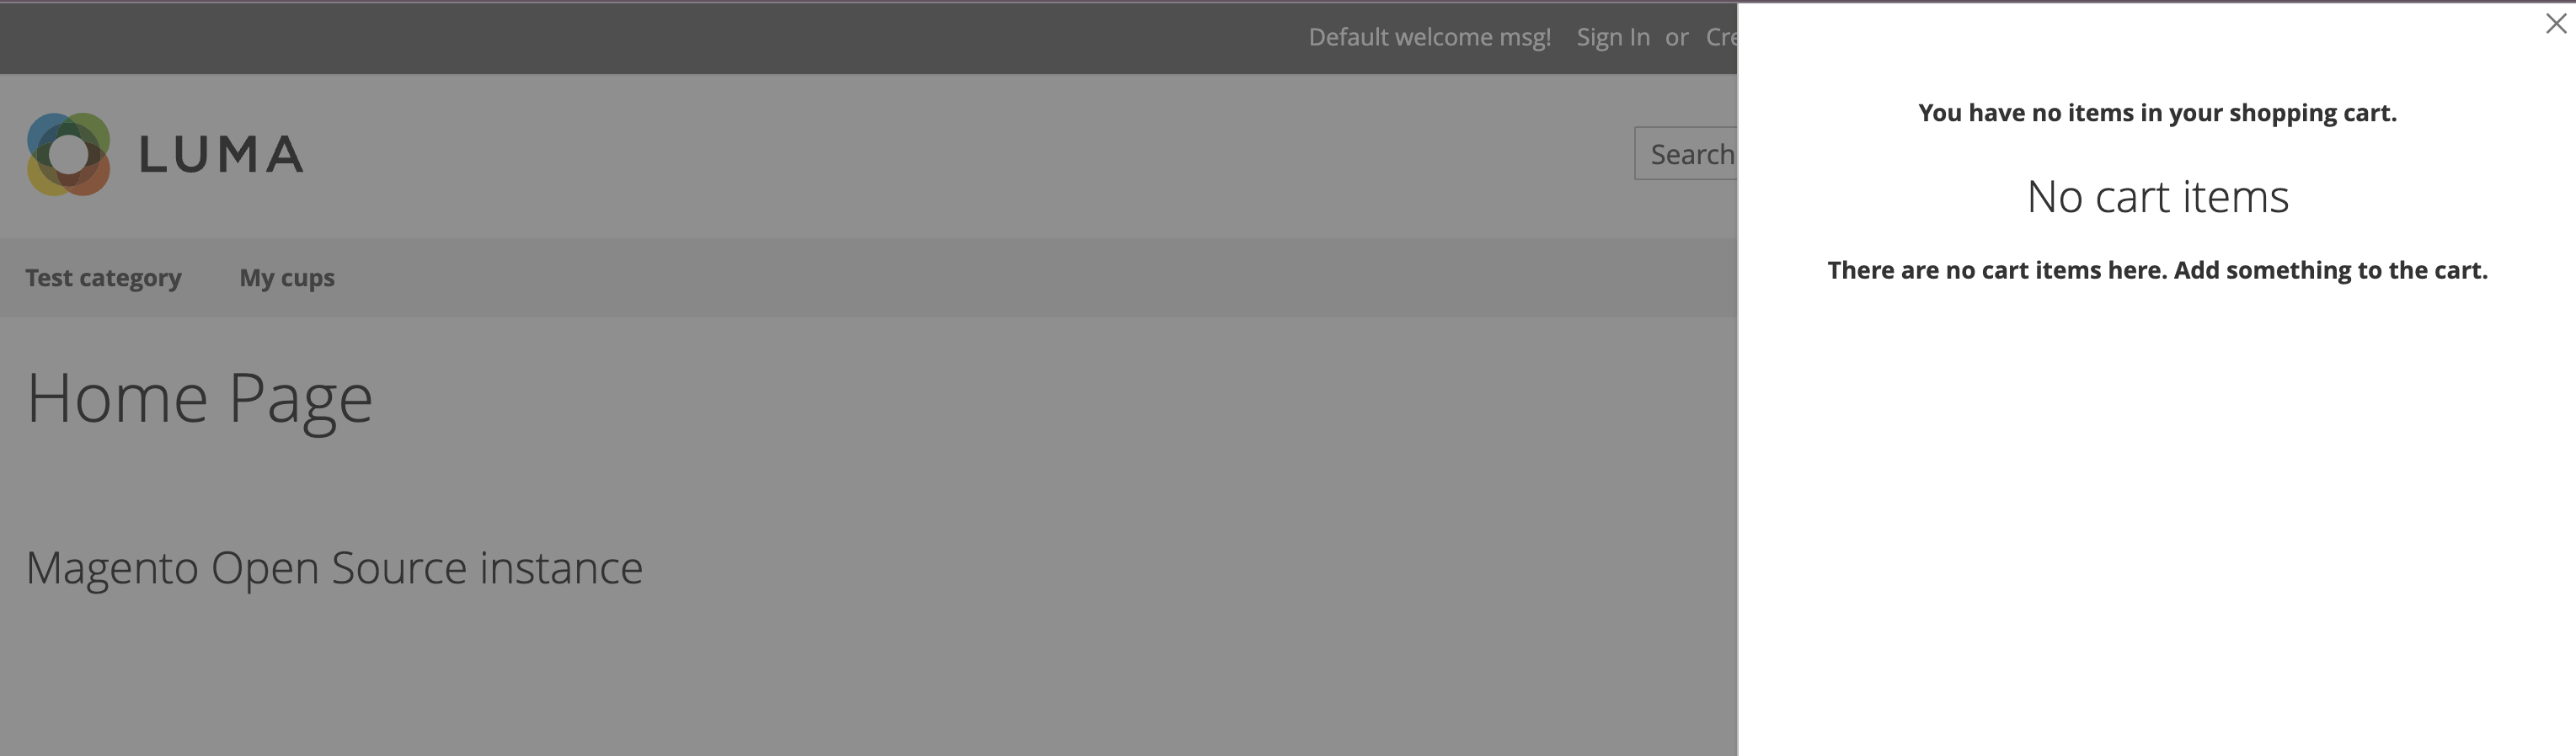 Default welcome msg! Sign In or Cre
LUMA
Search
Test category My cups
Home Page
Magento Open Source instance
You have no items in your shopping cart.
No cart items
There are no cart items here. Add something to the cart.